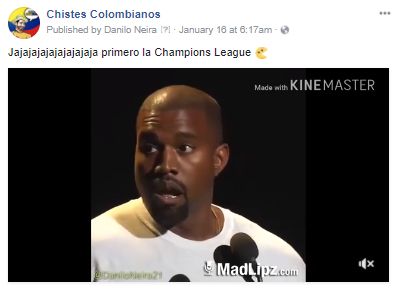 Chistes Colombianos
Published by Danilo Neira [?] · January 16 at 6:17am ·
Jajajajajajajajajaja primero la Champions League
Made with KINEMASTER
@DaniloNeira21
MadLipz.com